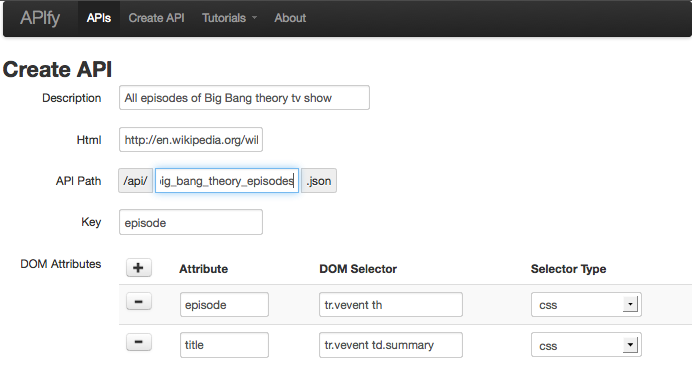 APIfy APIs Create API Tutorials About
Create API
Description All episodes of Big Bang theory tv show
Html http://en.wikipedia.org/wil
API Path /api/ big_bang_theory_episodes .json
Key episode
DOM Attributes + Attribute DOM Selector Selector Type
- episode tr.vevent th css
- title tr.vevent td.summary css